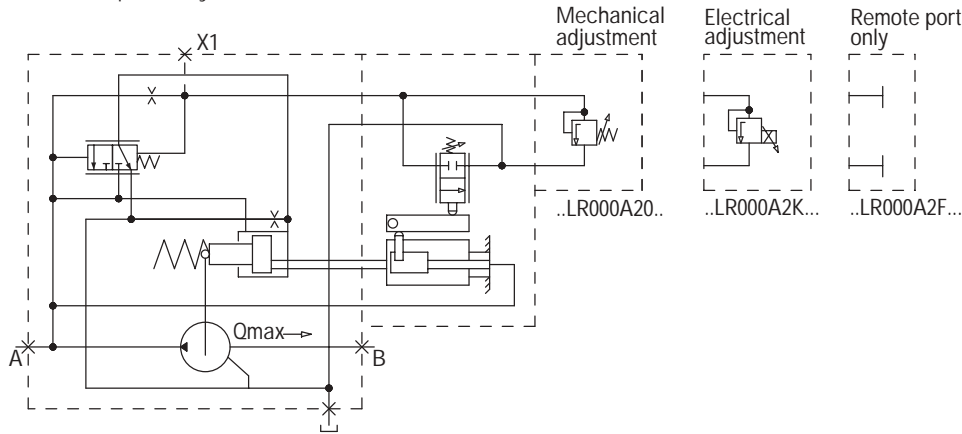 Mechanical
adjustment
Electrical
adjustment
Remote port
only
X1
..LR000A20..
..LR000A2K...
..LR000A2F...
Qmax
A
B